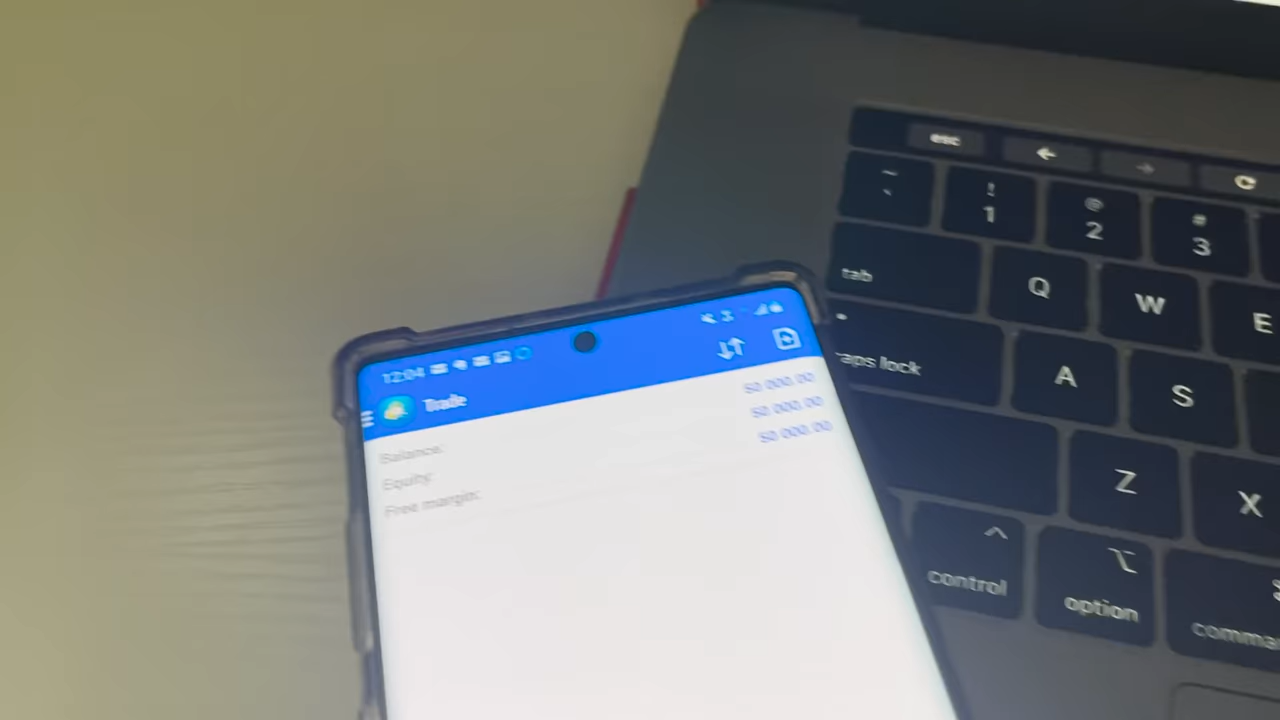 12:04
Trade
Balance: 50 000.00
Equity: 50 000.00
Free margin: 50 000.00
esc
~ `
! 1
@ 2
# 3
tab
Q
W
E
caps lock
A
S
Z
X
control
option